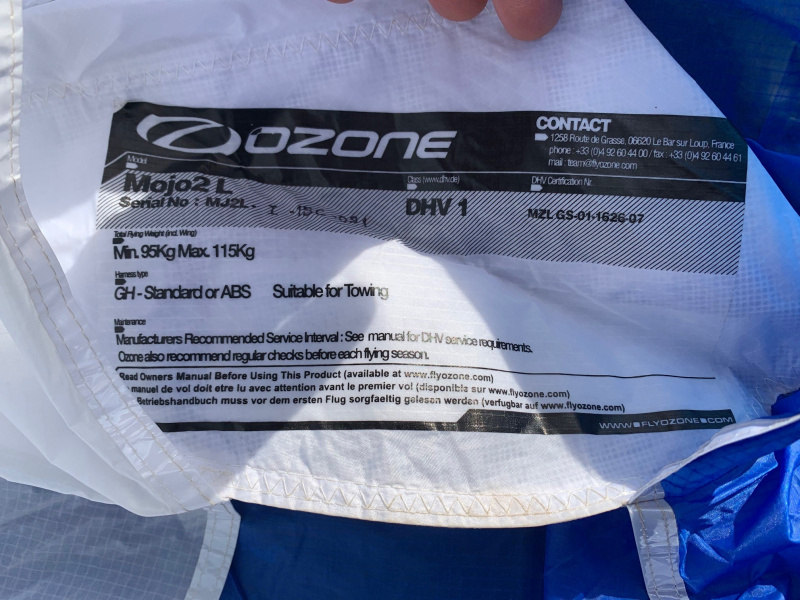 OZONE
CONTACT
1258 Route de Grasse, 06620 Le Bar sur Loup, France
phone : +33 (0)4 92 60 44 00 / fax : +33 (0)4 92 60 44 61
mail : team@flyozone.com
Model
Mojo2 L
Class (www.dhv.de)
DHV Certification Nr.
Serial No : MJ2L-
DHV 1
MZL GS-01-1626-07
Total Flying Weight (incl. Wing)
Min. 95Kg Max. 115Kg
Harness type
GH - Standard or ABS Suitable for Towing
Maintenance
Manufacturers Recommended Service Interval : See manual for DHV service requirements.
Ozone also recommend regular checks before each flying season.
Read Owners Manual Before Using This Product (available at www.flyozone.com)
manuel de vol doit etre lu avec attention avant le premier vol (disponible sur www.flyozone.com)
Betriebshandbuch muss vor dem ersten Flug sorgfaeltig gelesen werden (verfugbar auf www.flyozone.com)
WWW.FLYOZONE.COM